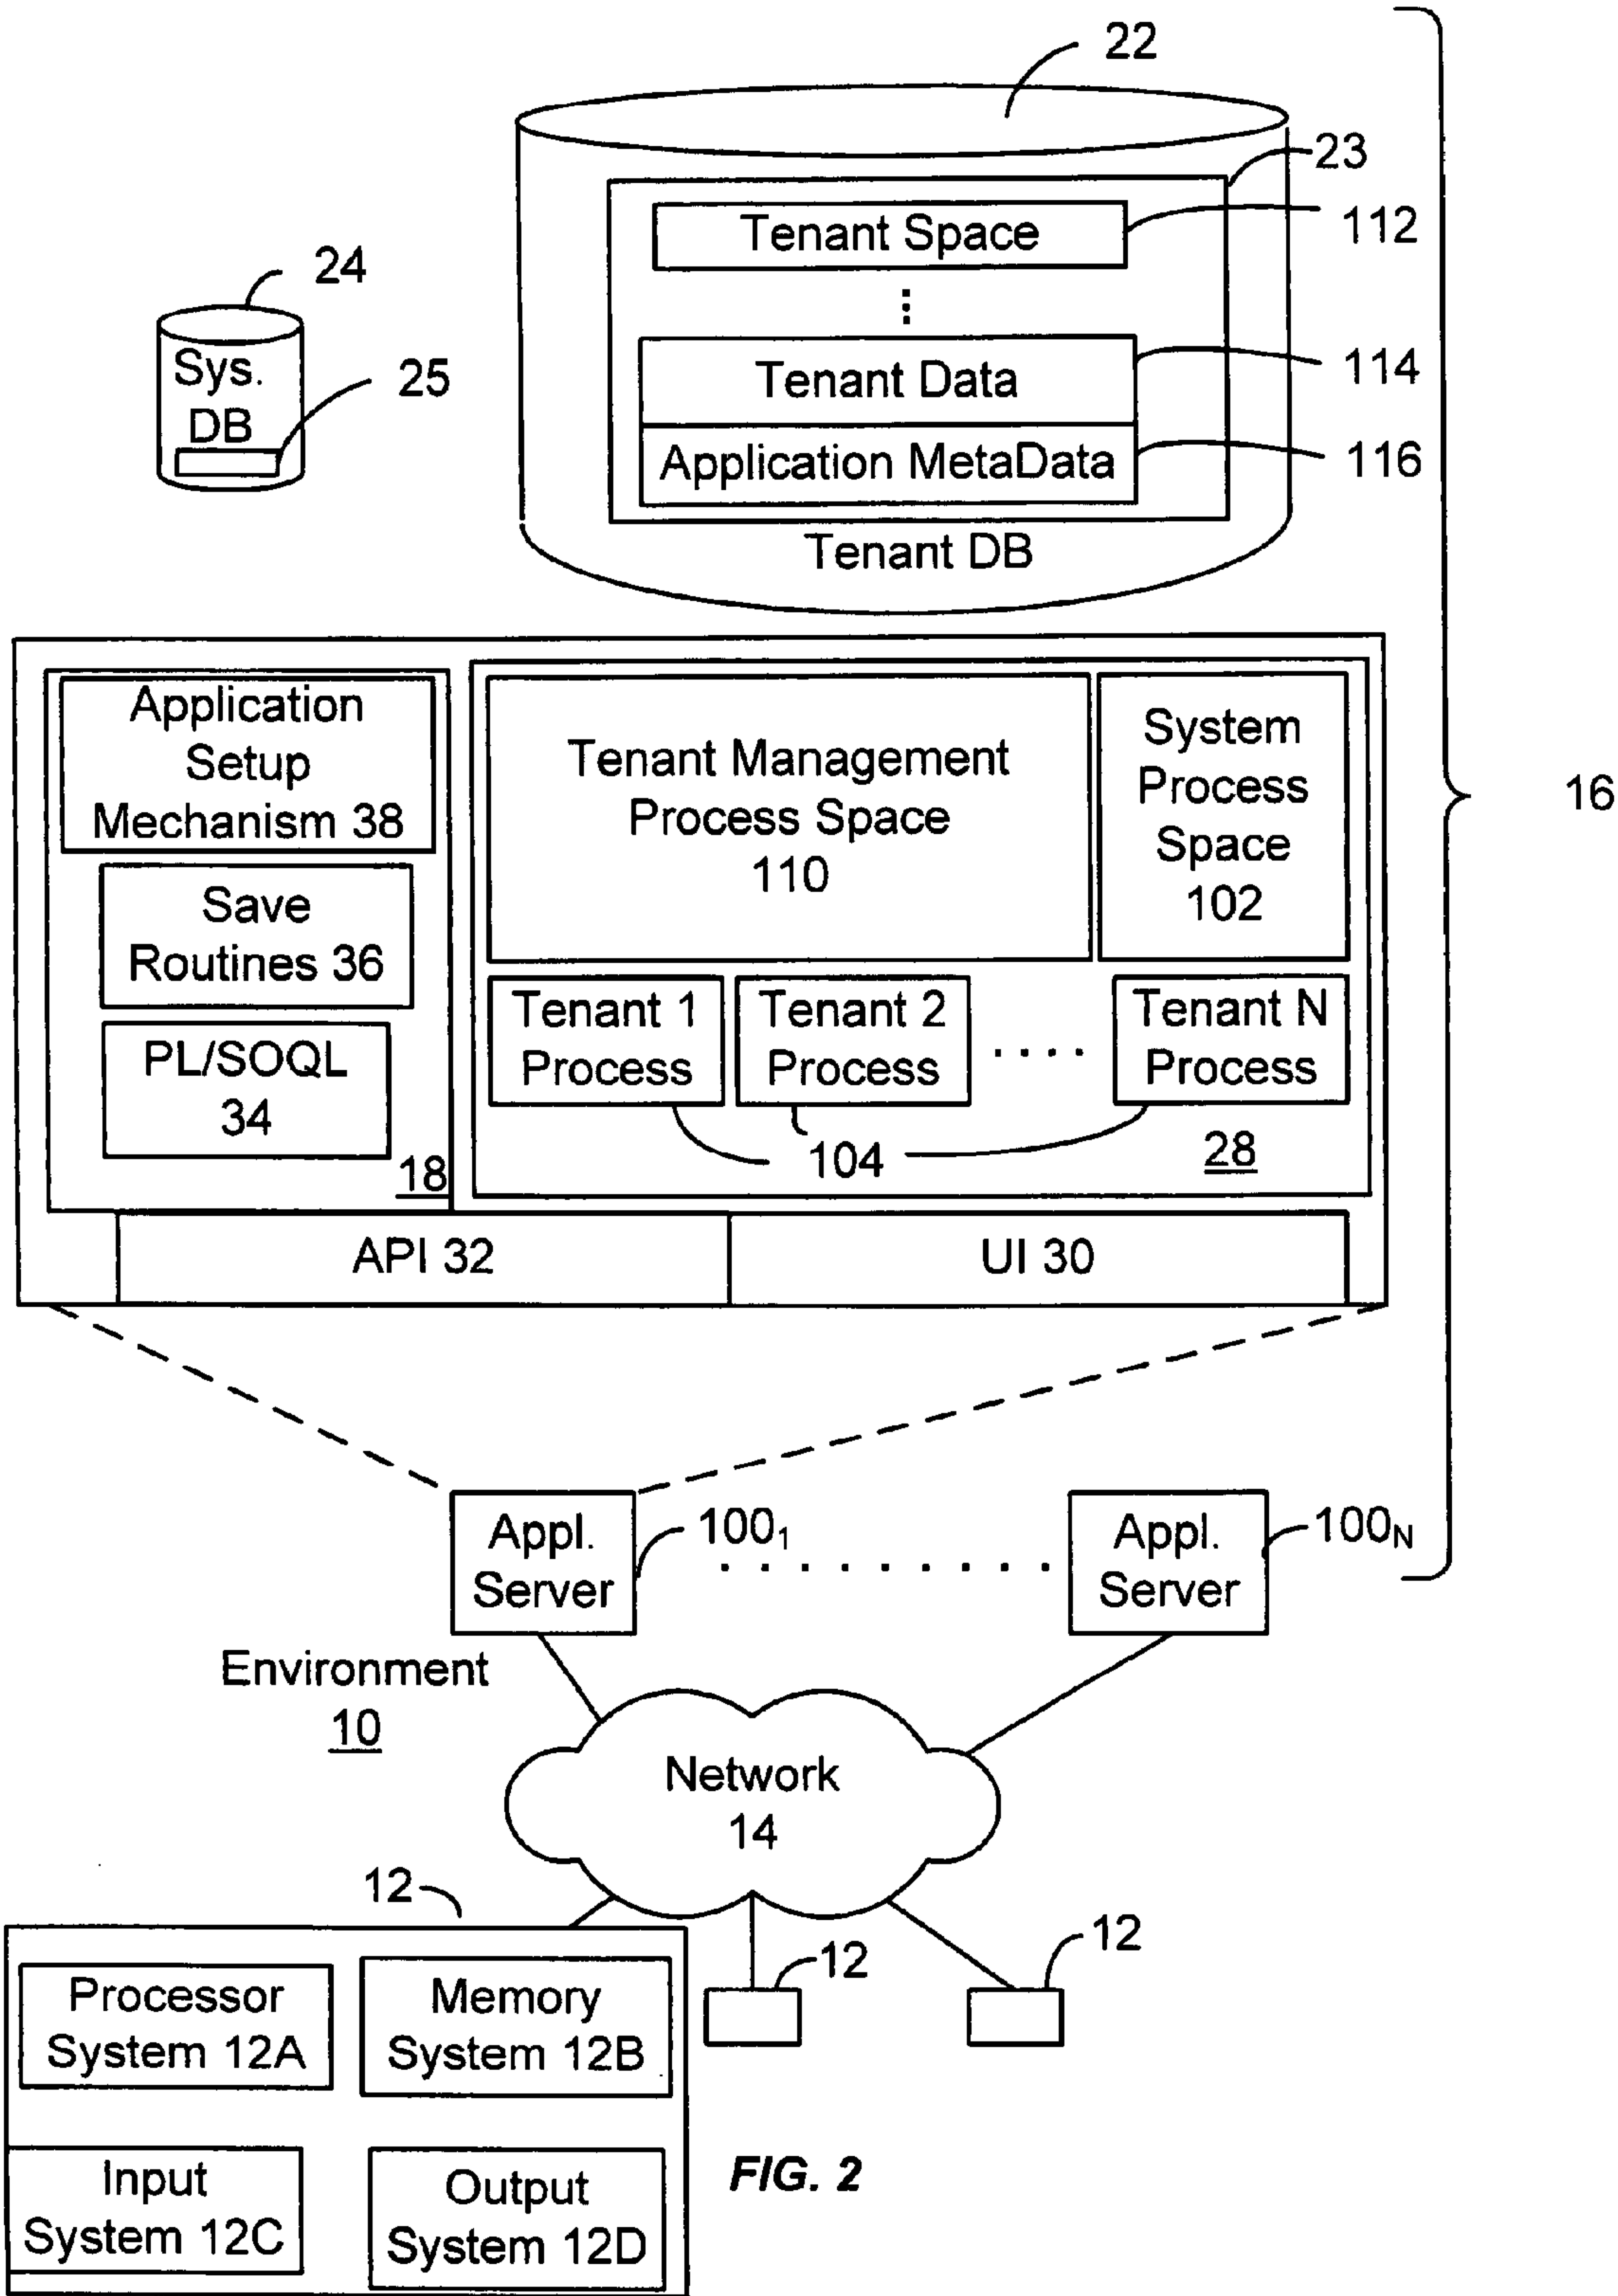 22
23
Tenant Space
112
24
Sys.
DB
25
Tenant Data
114
Application MetaData
116
Tenant DB
Application
Setup
Mechanism 38
Save
Routines 36
PL/SOQL
34
18
Tenant Management
Process Space
110
System
Process
Space
102
16
Tenant 1
Process
Tenant 2
Process
Tenant N
Process
104
28
API 32
UI 30
Appl.
Server
100₁
Appl.
Server
100N
Environment
10
Network
14
12
12
12
Processor
System 12A
Memory
System 12B
Input
System 12C
Output
System 12D
FIG. 2